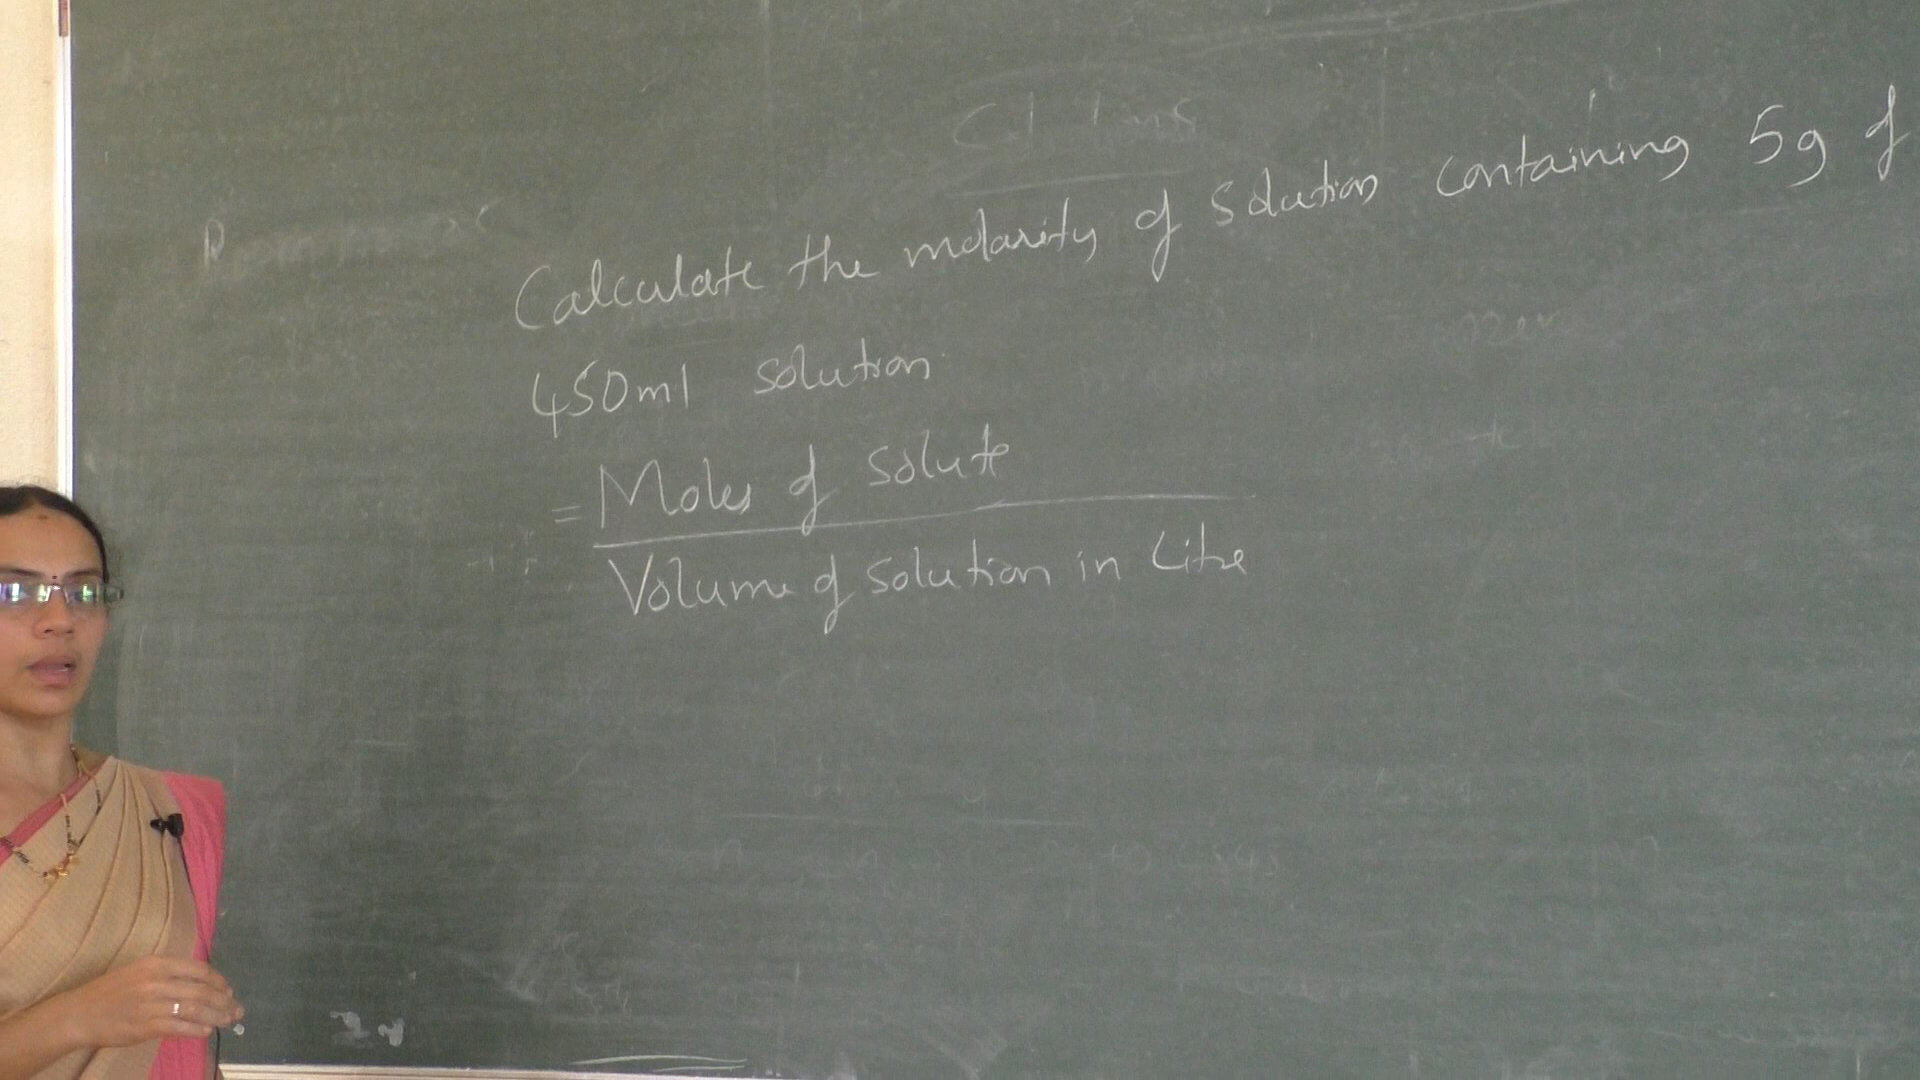 Calculate the molarity of solution containing 5g of
450ml solution.
= Moles of solute
Volume of solution in Litre